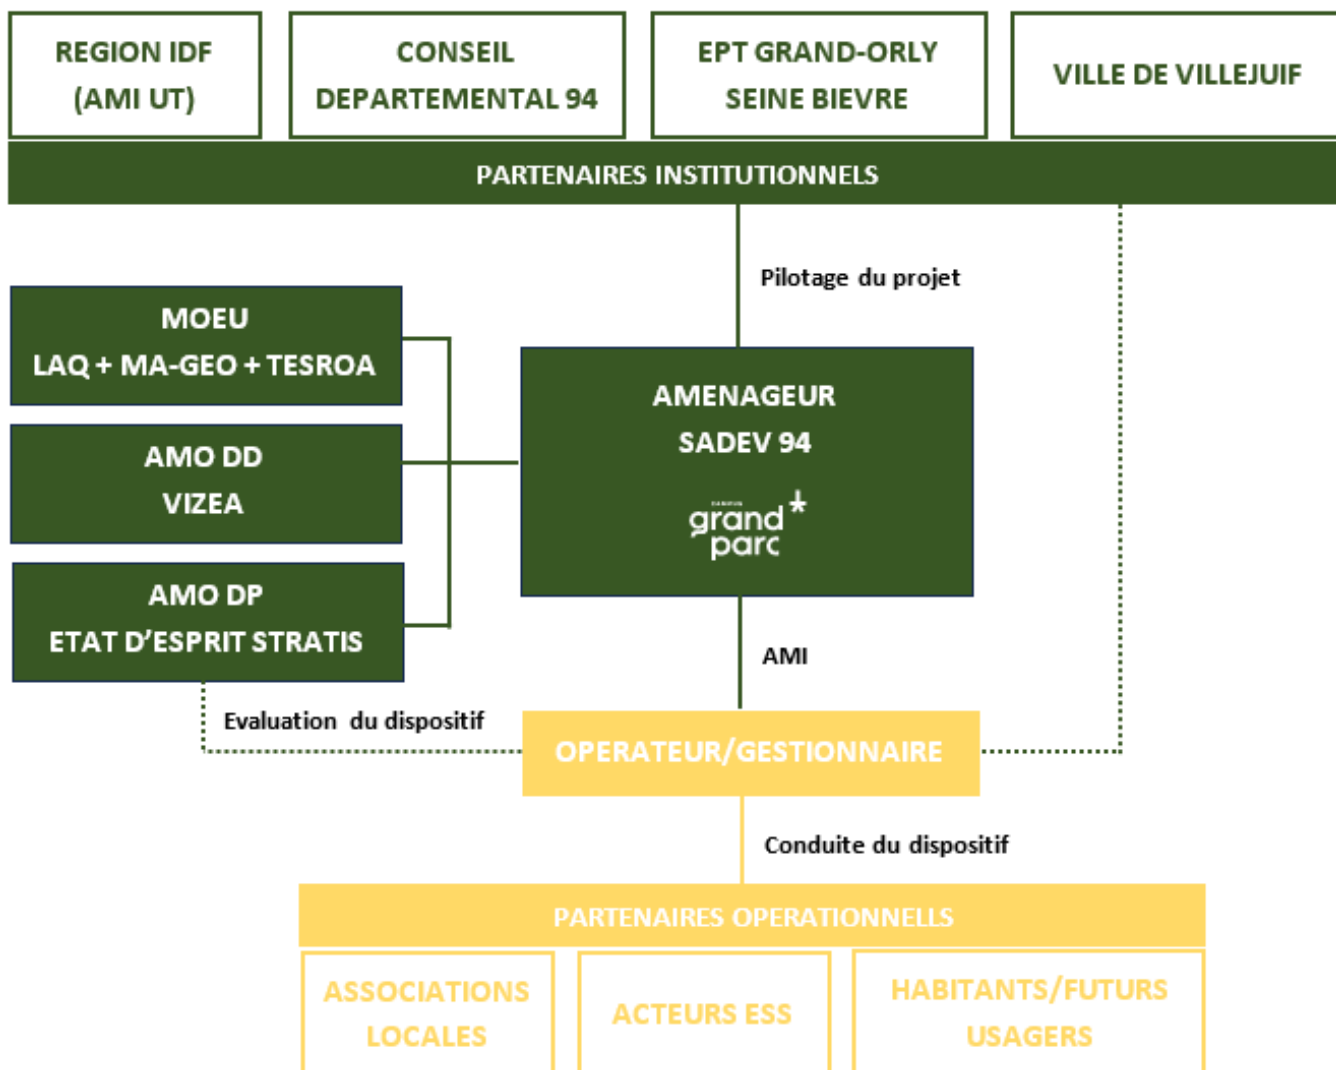 REGION IDF
(AMI UT)
CONSEIL
DEPARTEMENTAL 94
EPT GRAND-ORLY
SEINE BIEVRE
VILLE DE VILLEJUIF
PARTENAIRES INSTITUTIONNELS
Pilotage du projet
MOEU
LAQ + MA-GEO + TESROA
AMO DD
VIZEA
AMO DP
ETAT D'ESPRIT STRATIS
AMENAGEUR
SADEV 94
CAMPUS
grand
parc
AMI
Evaluation du dispositif
OPERATEUR/GESTIONNAIRE
Conduite du dispositif
PARTENAIRES OPERATIONNELLS
ASSOCIATIONS
LOCALES
ACTEURS ESS
HABITANTS/FUTURS
USAGERS